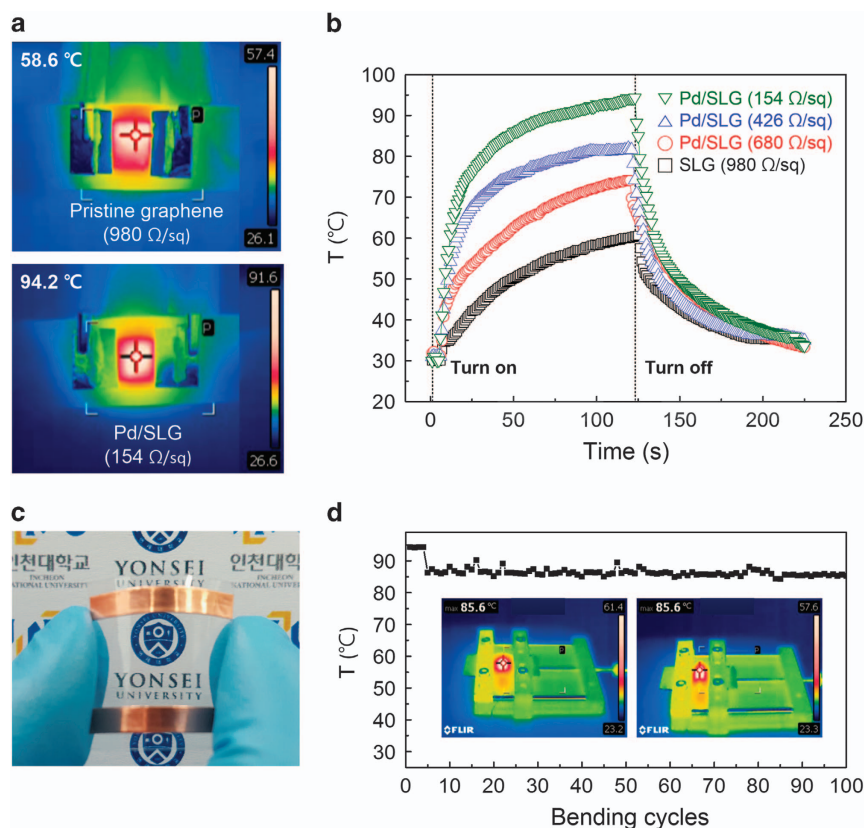 a
58.6 ℃
57.4
P
Pristine graphene
(980 Ω/sq)
26.1
94.2 ℃
91.6
P
Pd/SLG
(154 Ω/sq)
26.6
b
100
90
80
70
60
50
40
30
20
T (℃)
Pd/SLG (154 Ω/sq)
Pd/SLG (426 Ω/sq)
Pd/SLG (680 Ω/sq)
SLG (980 Ω/sq)
Turn on
Turn off
0 50 100 150 200 250
Time (s)
c
인천대학교
YONSEI
인천대학교
UNIVERSITY
NATIONAL UNIVERSITY
YONSEI
UNIVERSITY
d
90
80
70
60
50
40
30
T (℃)
max 85.6 ℃
61.4
P
23.2
FLIR
max 85.6 ℃
57.6
P
23.3
FLIR
0 10 20 30 40 50 60 70 80 90 100
Bending cycles